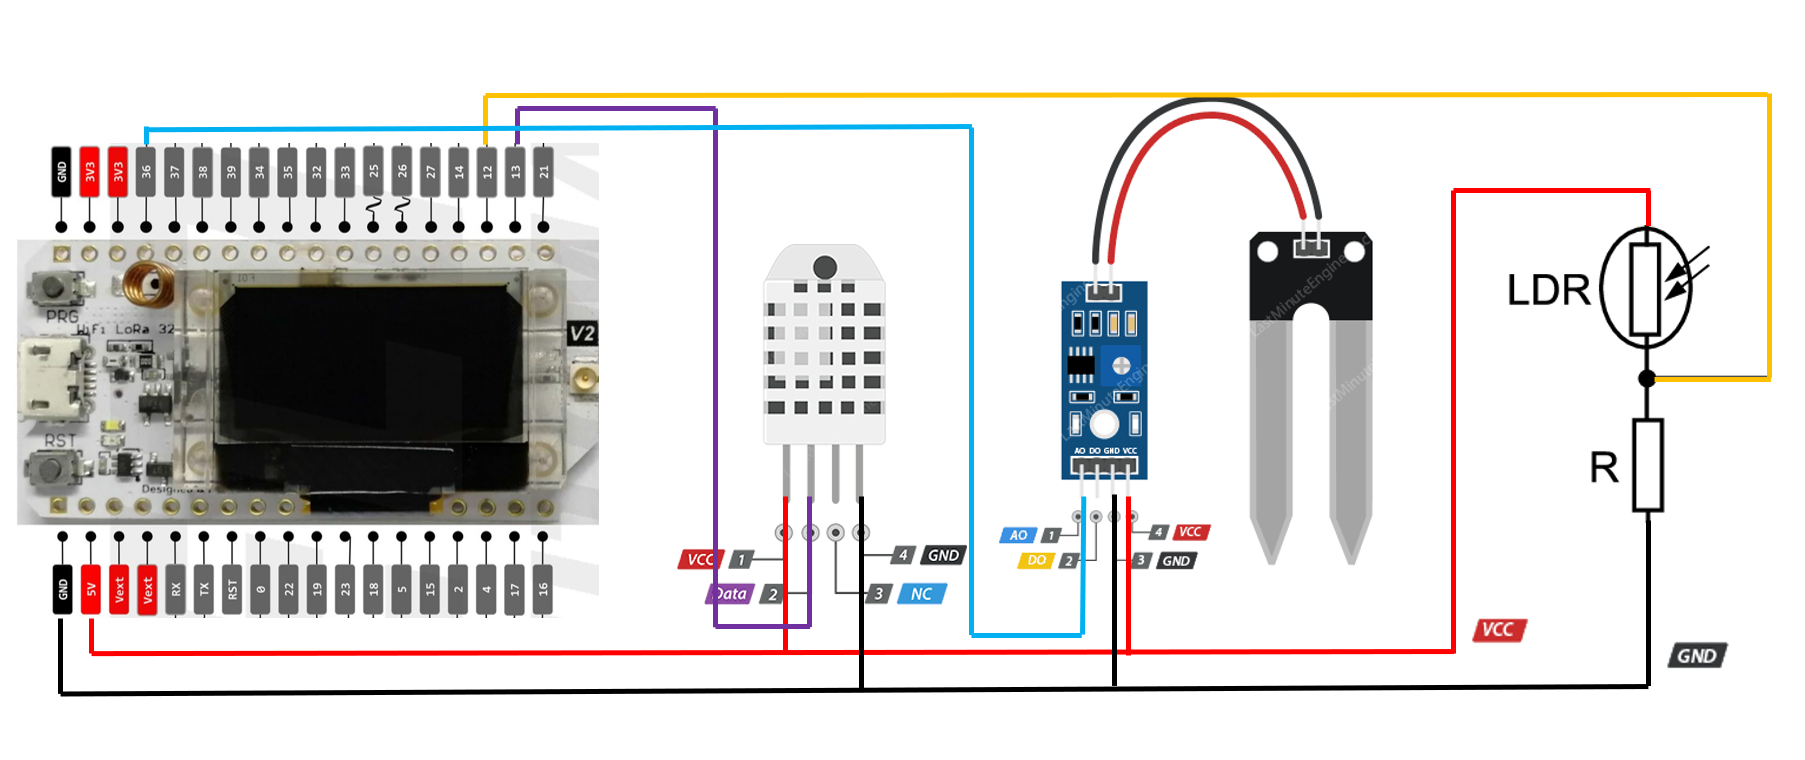 GND 3V3 3V3 36 37 38 39 34 35 32 33 25 26 27 14 12 13 21
PRG
WiFi LoRa 32
V2
RST
Designed
GND 5V Vext Vext RX TX RST 0 22 19 23 18 5 15 2 4 17 16
VCC 1
Data 2
4 GND
3 NC
AO DO GND VCC
AO 1
DO 2
4 VCC
3 GND
LastMinuteEngine
LDR
R
VCC
GND